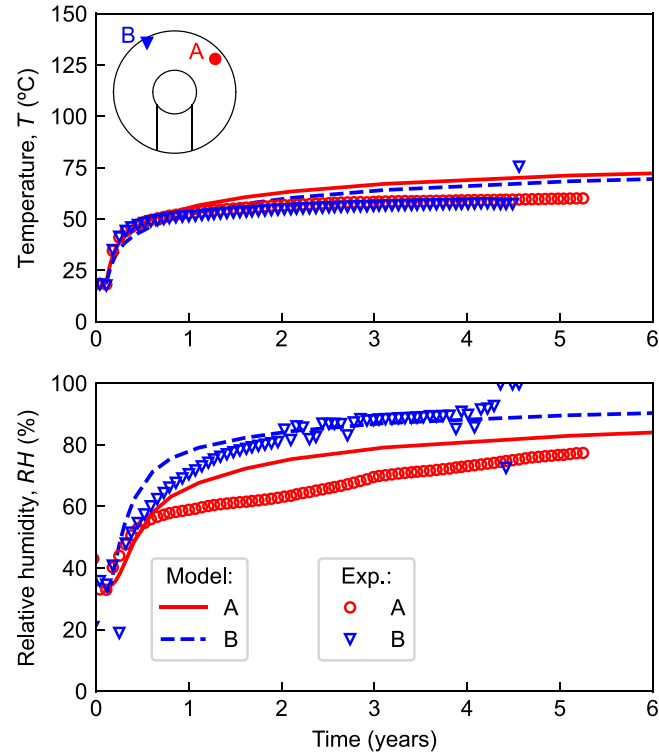 150
125
100
75
50
25
0
Temperature, T (ºC)
B
A
0 1 2 3 4 5 6
100
80
60
40
20
0
Relative humidity, RH (%)
Model:
A
B
Exp.:
A
B
0 1 2 3 4 5 6
Time (years)